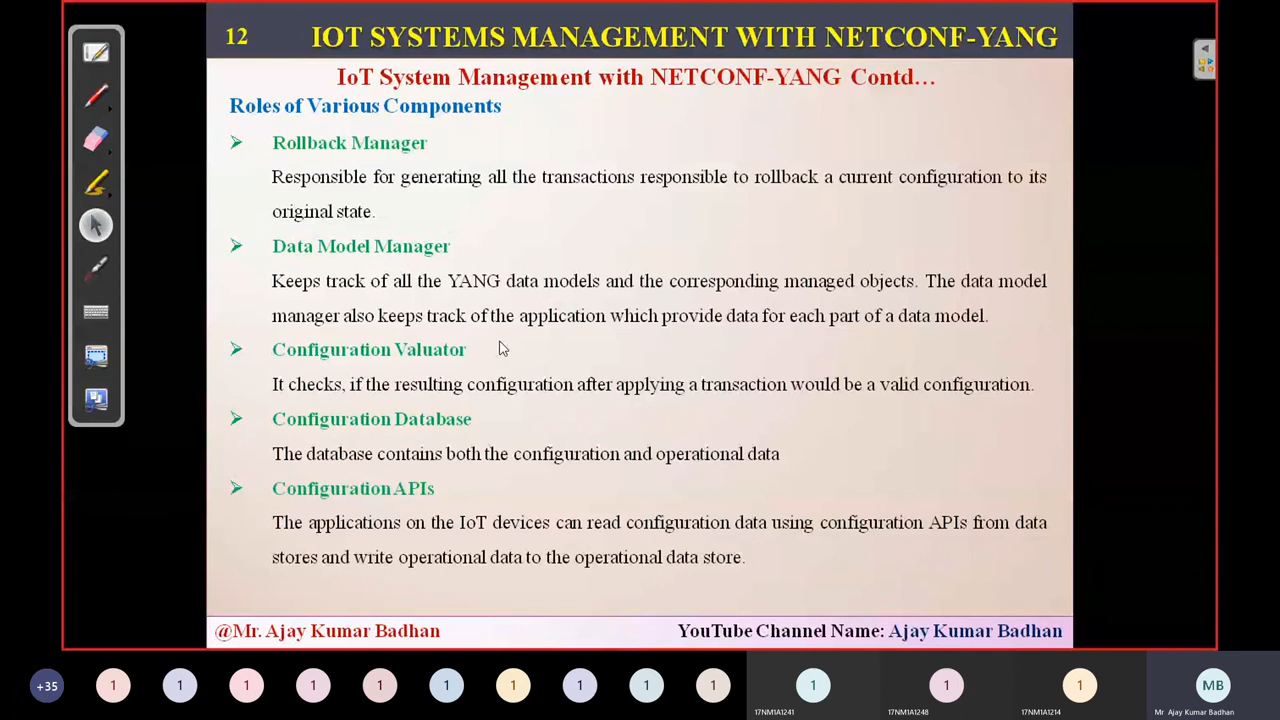 12 IOT SYSTEMS MANAGEMENT WITH NETCONF-YANG
IoT System Management with NETCONF-YANG Contd…
Roles of Various Components
➢ Rollback Manager
Responsible for generating all the transactions responsible to rollback a current configuration to its
original state.
➢ Data Model Manager
Keeps track of all the YANG data models and the corresponding managed objects. The data model
manager also keeps track of the application which provide data for each part of a data model.
➢ Configuration Valuator
It checks, if the resulting configuration after applying a transaction would be a valid configuration.
➢ Configuration Database
The database contains both the configuration and operational data
➢ Configuration APIs
The applications on the IoT devices can read configuration data using configuration APIs from data
stores and write operational data to the operational data store.
@Mr. Ajay Kumar Badhan YouTube Channel Name: Ajay Kumar Badhan
+35 1 1 1 1 1 1 1 1 1 1 1 1 1 MB
17NM1A1241 17NM1A1248 17NM1A1214 Mr Ajay Kumar Badhan